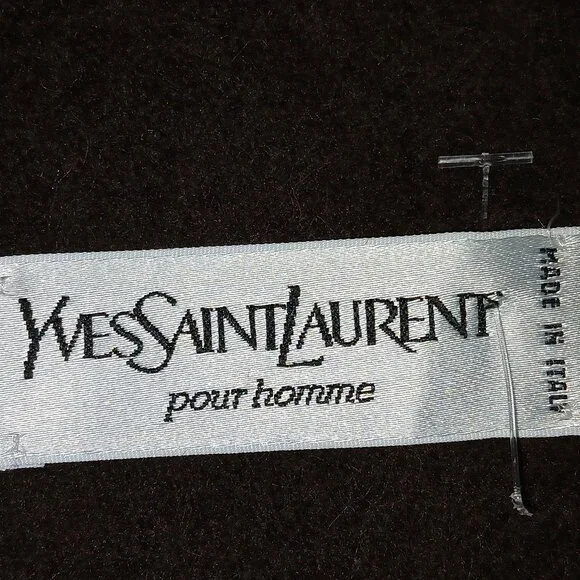 YVESSAINTLAURENT
pour homme
MADE IN ITALY